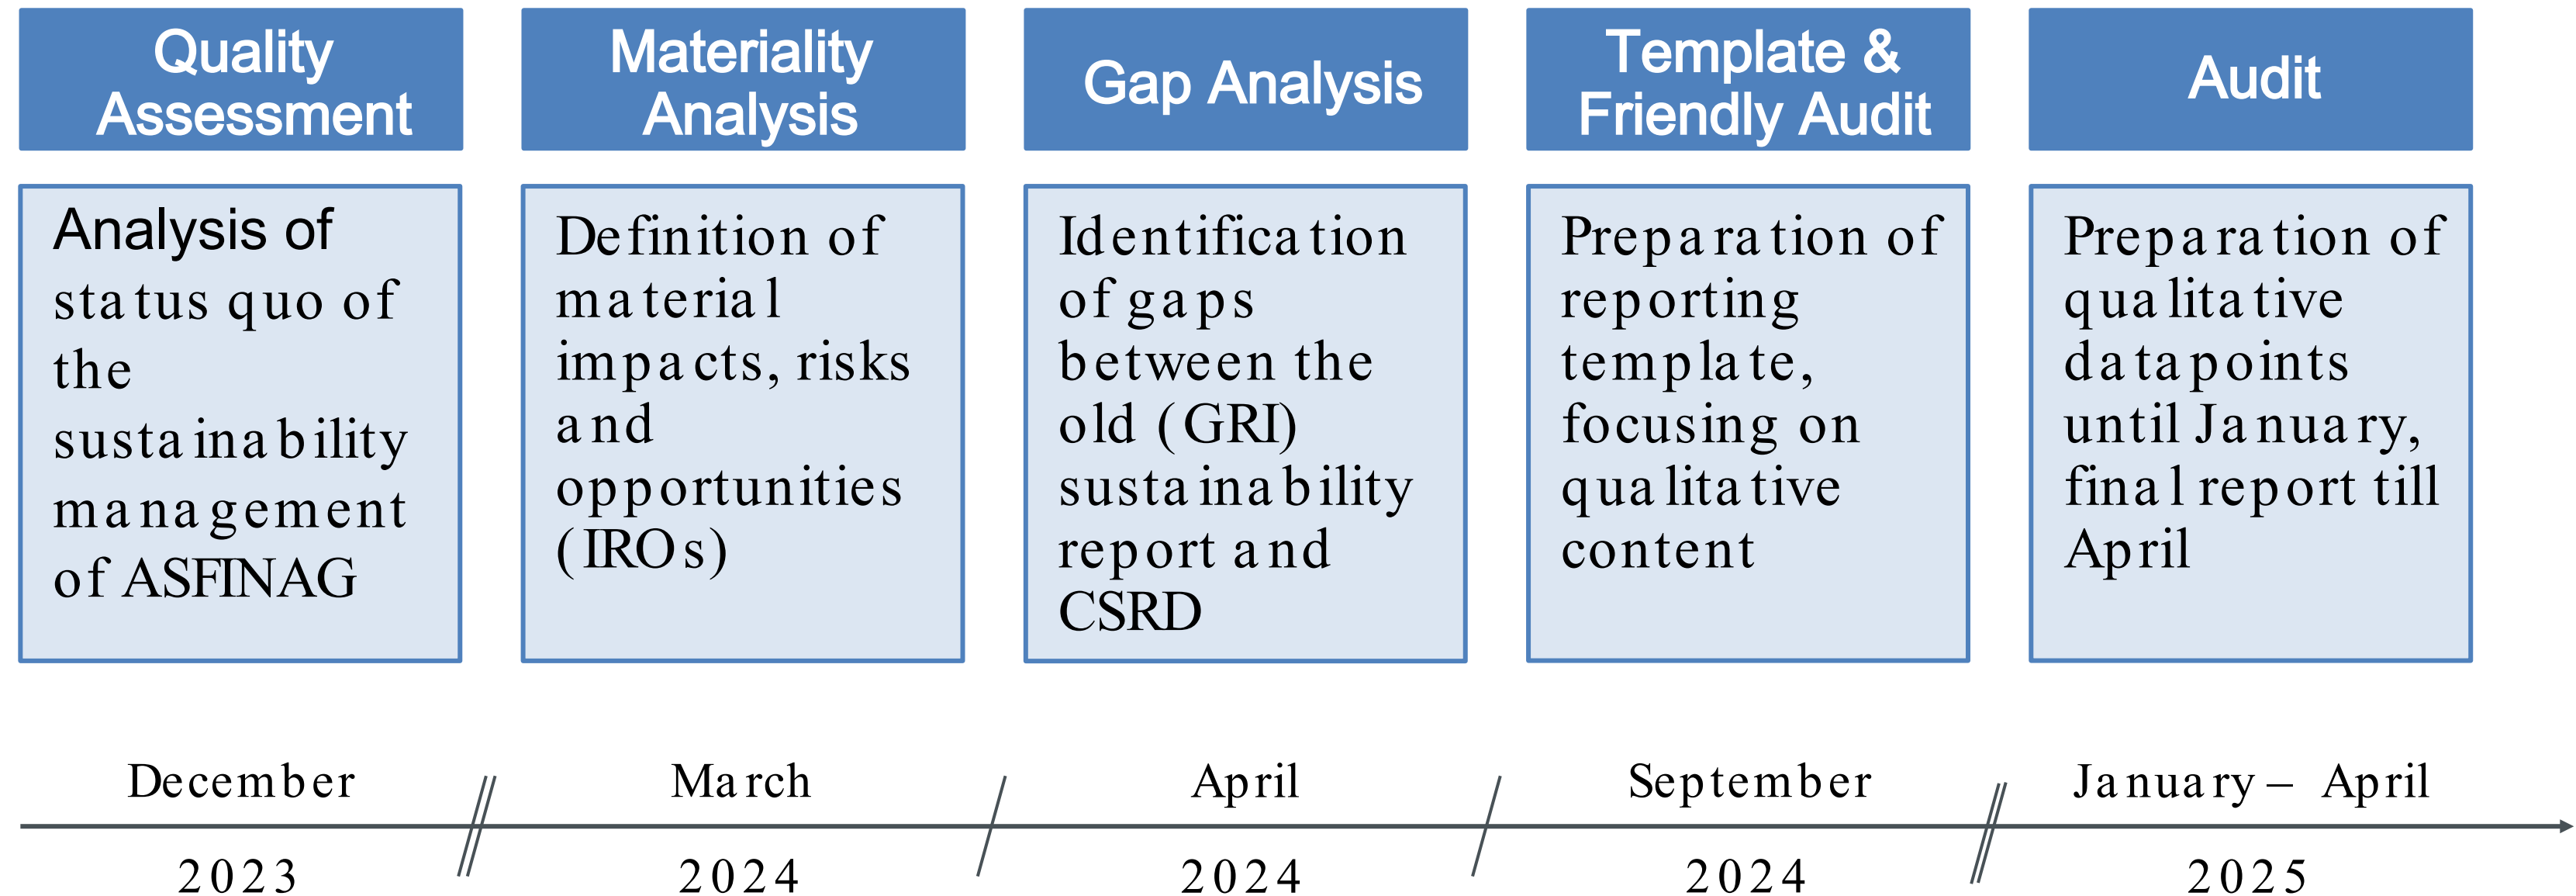 Quality
Assessment
Analysis of
status quo of
the
sustainability
management
of ASFINAG
Materiality
Analysis
Definition of
material
impacts, risks
and
opportunities
(IROs)
Gap Analysis
Identification
of gaps
between the
old (GRI)
sustainability
report and
CSRD
Template &
Friendly Audit
Preparation of
reporting
template,
focusing on
qualitative
content
Audit
Preparation of
qualitative
datapoints
until January,
final report till
April
December
2023
March
2024
April
2024
September
2024
January – April
2025